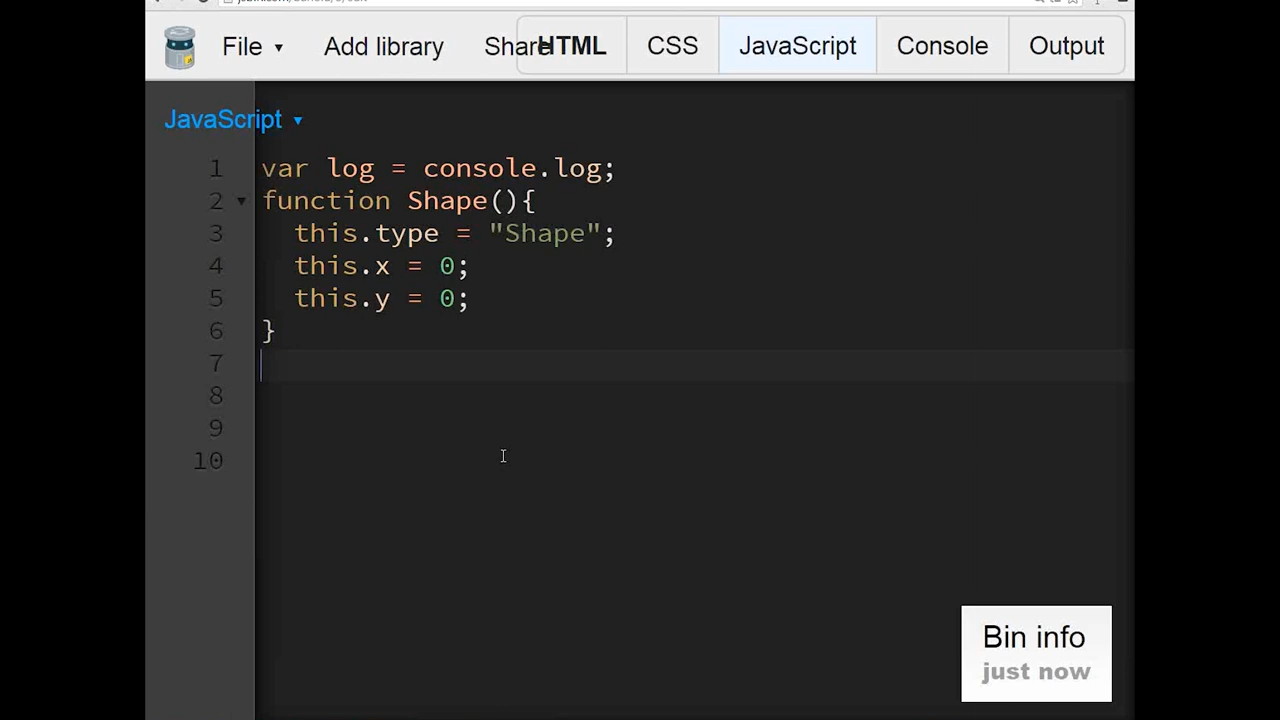 File ▾ Add library Share HTML CSS JavaScript Console Output
JavaScript ▾
1 var log = console.log;
2 ▾ function Shape(){
3 this.type = "Shape";
4 this.x = 0;
5 this.y = 0;
6 }
7
8
9
10
Bin info
just now